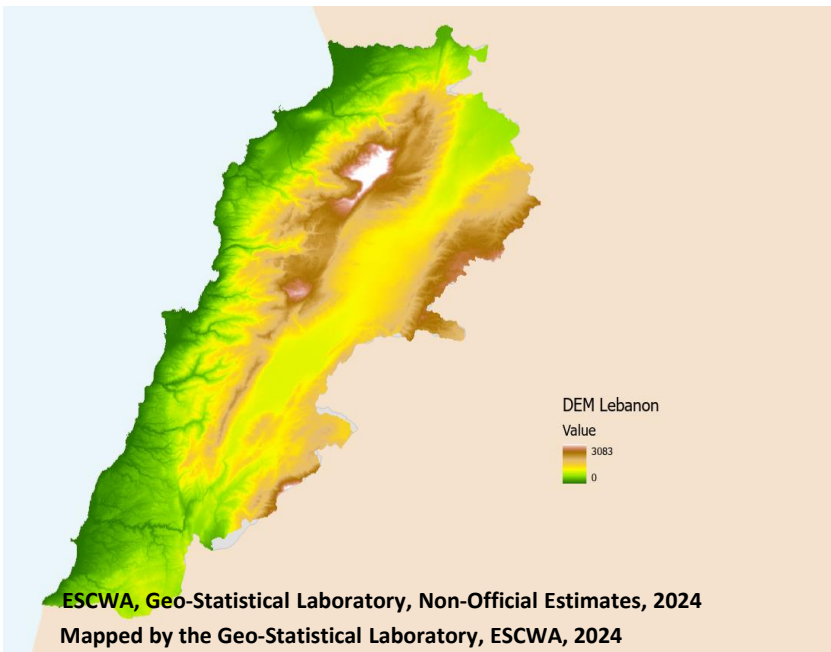 DEM Lebanon
Value
3083
0
ESCWA, Geo-Statistical Laboratory, Non-Official Estimates, 2024
Mapped by the Geo-Statistical Laboratory, ESCWA, 2024